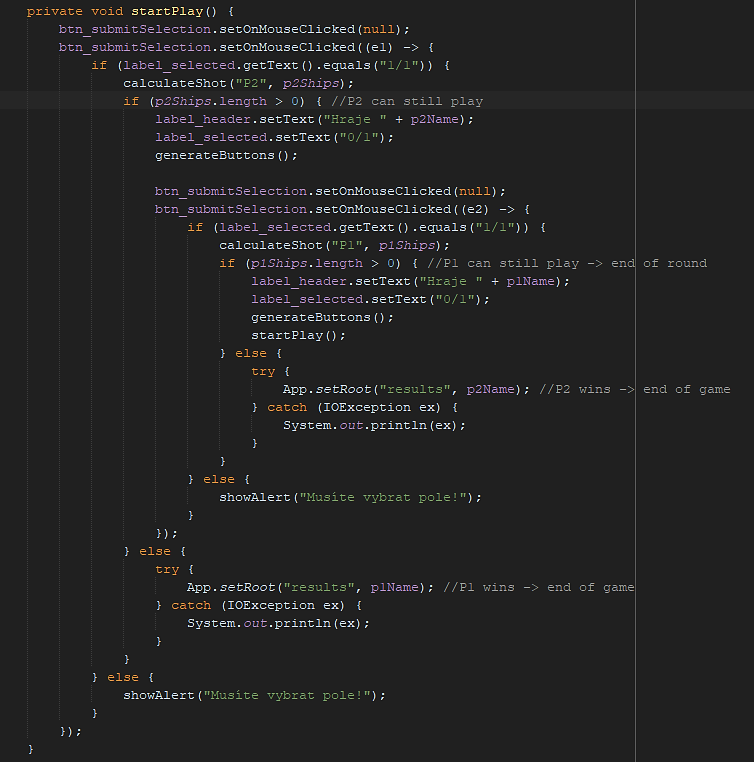 private void startPlay() {
    btn_submitSelection.setOnMouseClicked(null);
    btn_submitSelection.setOnMouseClicked((e1) -> {
        if (label_selected.getText().equals("1/1")) {
            calculateShot("P2", p2Ships);
            if (p2Ships.length > 0) { //P2 can still play
                label_header.setText("Hraje " + p2Name);
                label_selected.setText("0/1");
                generateButtons();

                btn_submitSelection.setOnMouseClicked(null);
                btn_submitSelection.setOnMouseClicked((e2) -> {
                    if (label_selected.getText().equals("1/1")) {
                        calculateShot("P1", p1Ships);
                        if (p1Ships.length > 0) { //P1 can still play -> end of round
                            label_header.setText("Hraje " + p1Name);
                            label_selected.setText("0/1");
                            generateButtons();
                            startPlay();
                        } else {
                            try {
                                App.setRoot("results", p2Name); //P2 wins -> end of game
                            } catch (IOException ex) {
                                System.out.println(ex);
                            }
                        }
                    } else {
                        showAlert("Musíte vybrat pole!");
                    }
                });
            } else {
                try {
                    App.setRoot("results", p1Name); //P1 wins -> end of game
                } catch (IOException ex) {
                    System.out.println(ex);
                }
            }
        } else {
            showAlert("Musíte vybrat pole!");
        }
    });
}